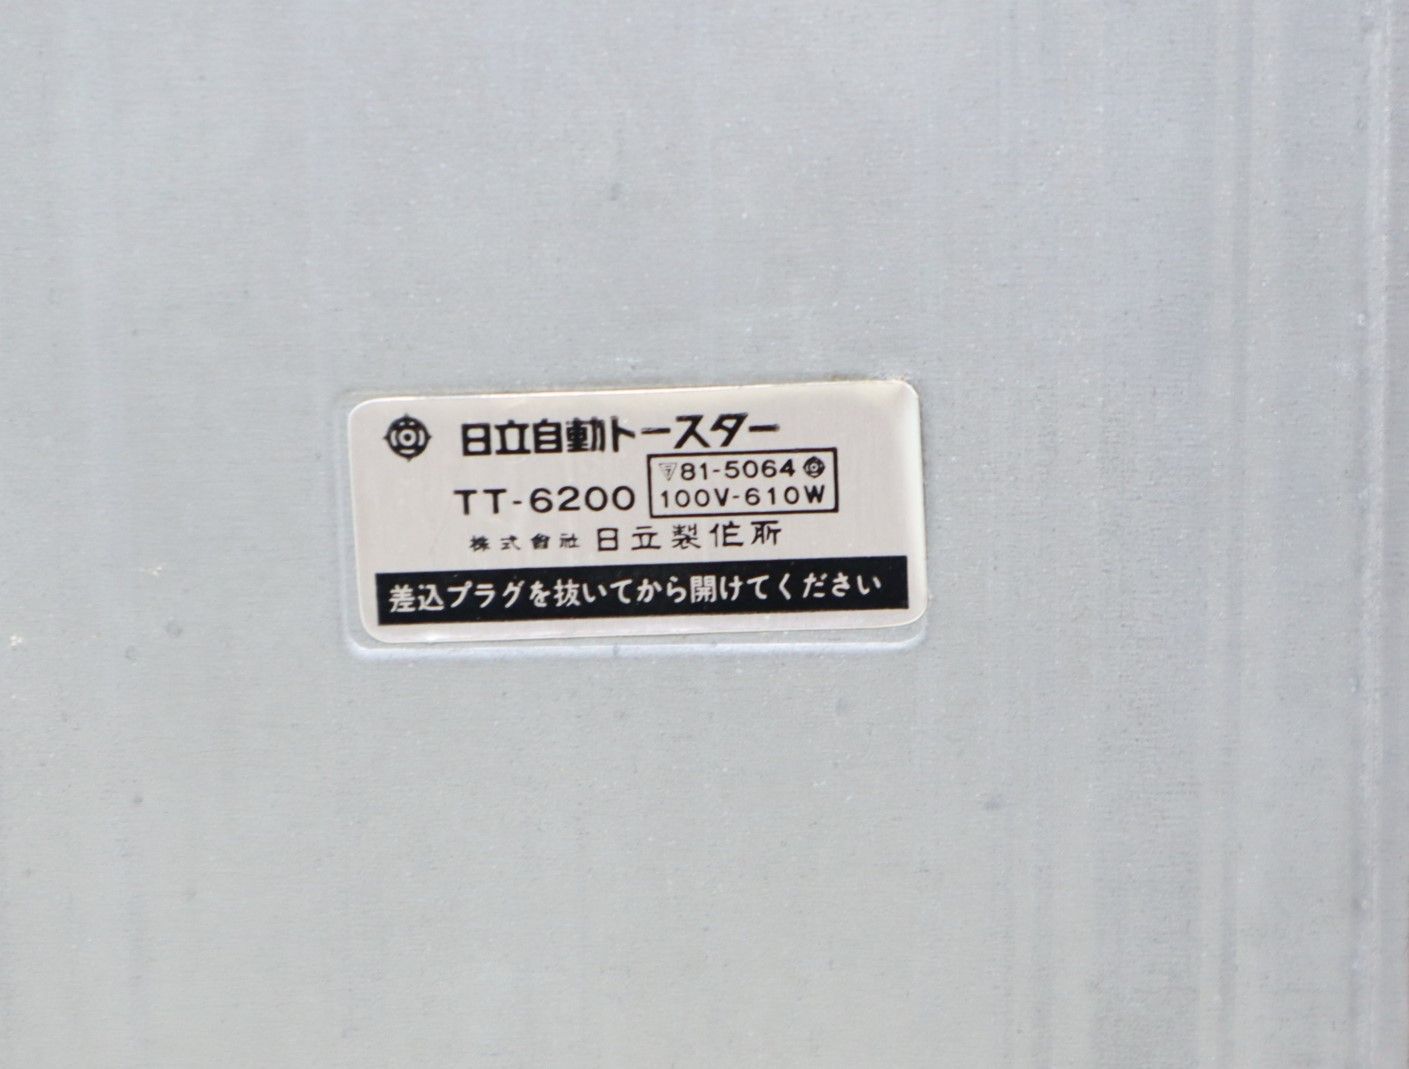 日立自動トースター
TT-6200
▽〒81-5064
100V-610W
株式會社 日立製作所
差込プラグを抜いてから開けてください